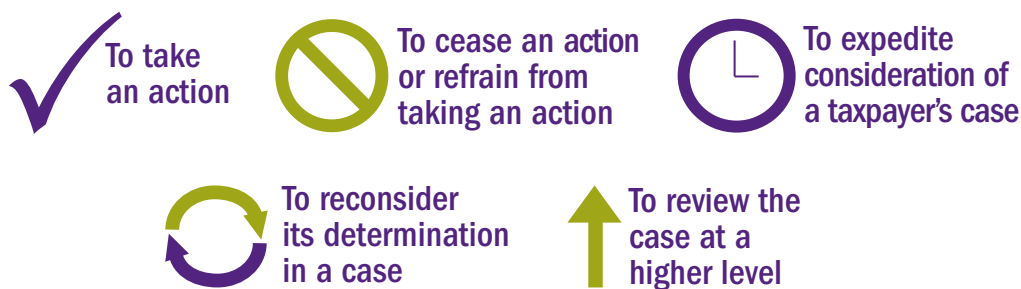 To take
an action
To cease an action
or refrain from
taking an action
To expedite
consideration of
a taxpayer's case
To reconsider
its determination
in a case
To review the
case at a
higher level